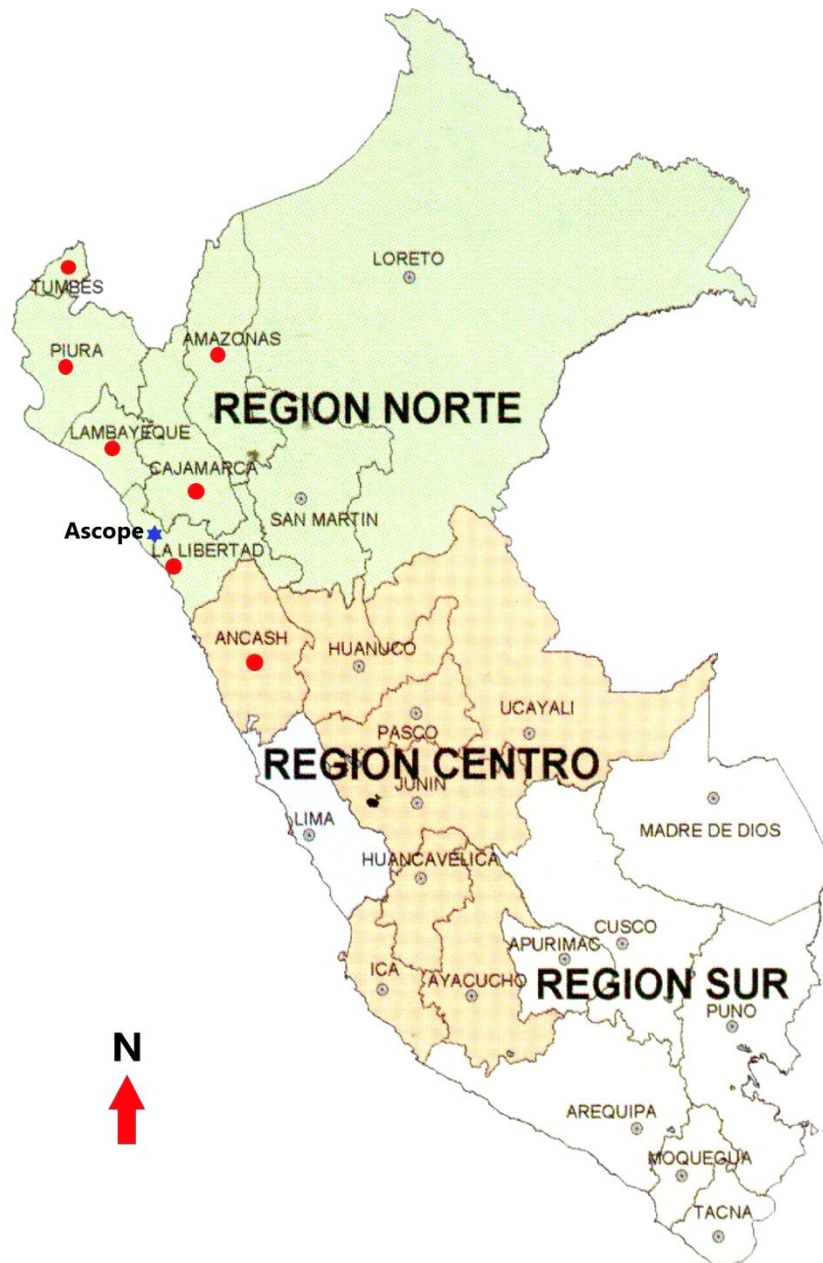 LORETO
TUMBES
AMAZONAS
PIURA
REGION NORTE
LAMBAYEQUE
CAJAMARCA
SAN MARTIN
Ascope
LA LIBERTAD
ANCASH
HUANUCO
UCAYALI
PASCO
REGION CENTRO
JUNIN
LIMA
MADRE DE DIOS
HUANCAVELICA
CUSCO
APURIMAC
ICA
AYACUCHO
REGION SUR
PUNO
N
AREQUIPA
MOQUEGUA
TACNA